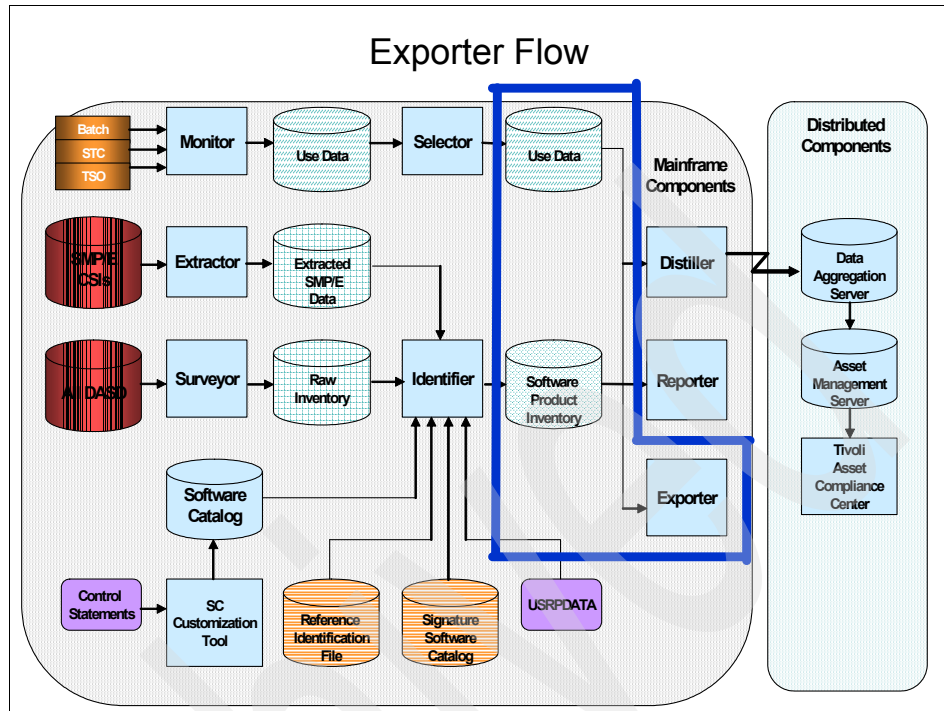 Exporter Flow
Batch
STC
TSO
Monitor
Use Data
Selector
Use Data
Mainframe
Components
Distributed
Components
SMP/E
CSIs
Extractor
Extracted
SMP/E
Data
Distiller
Data
Aggregation
Server
All DASD
Surveyor
Raw
Inventory
Identifier
Software
Product
Inventory
Reporter
Asset
Management
Server
Software
Catalog
Exporter
Tivoli
Asset
Compliance
Center
Control
Statements
SC
Customization
Tool
Reference
Identification
File
Signature
Software
Catalog
USRPDATA